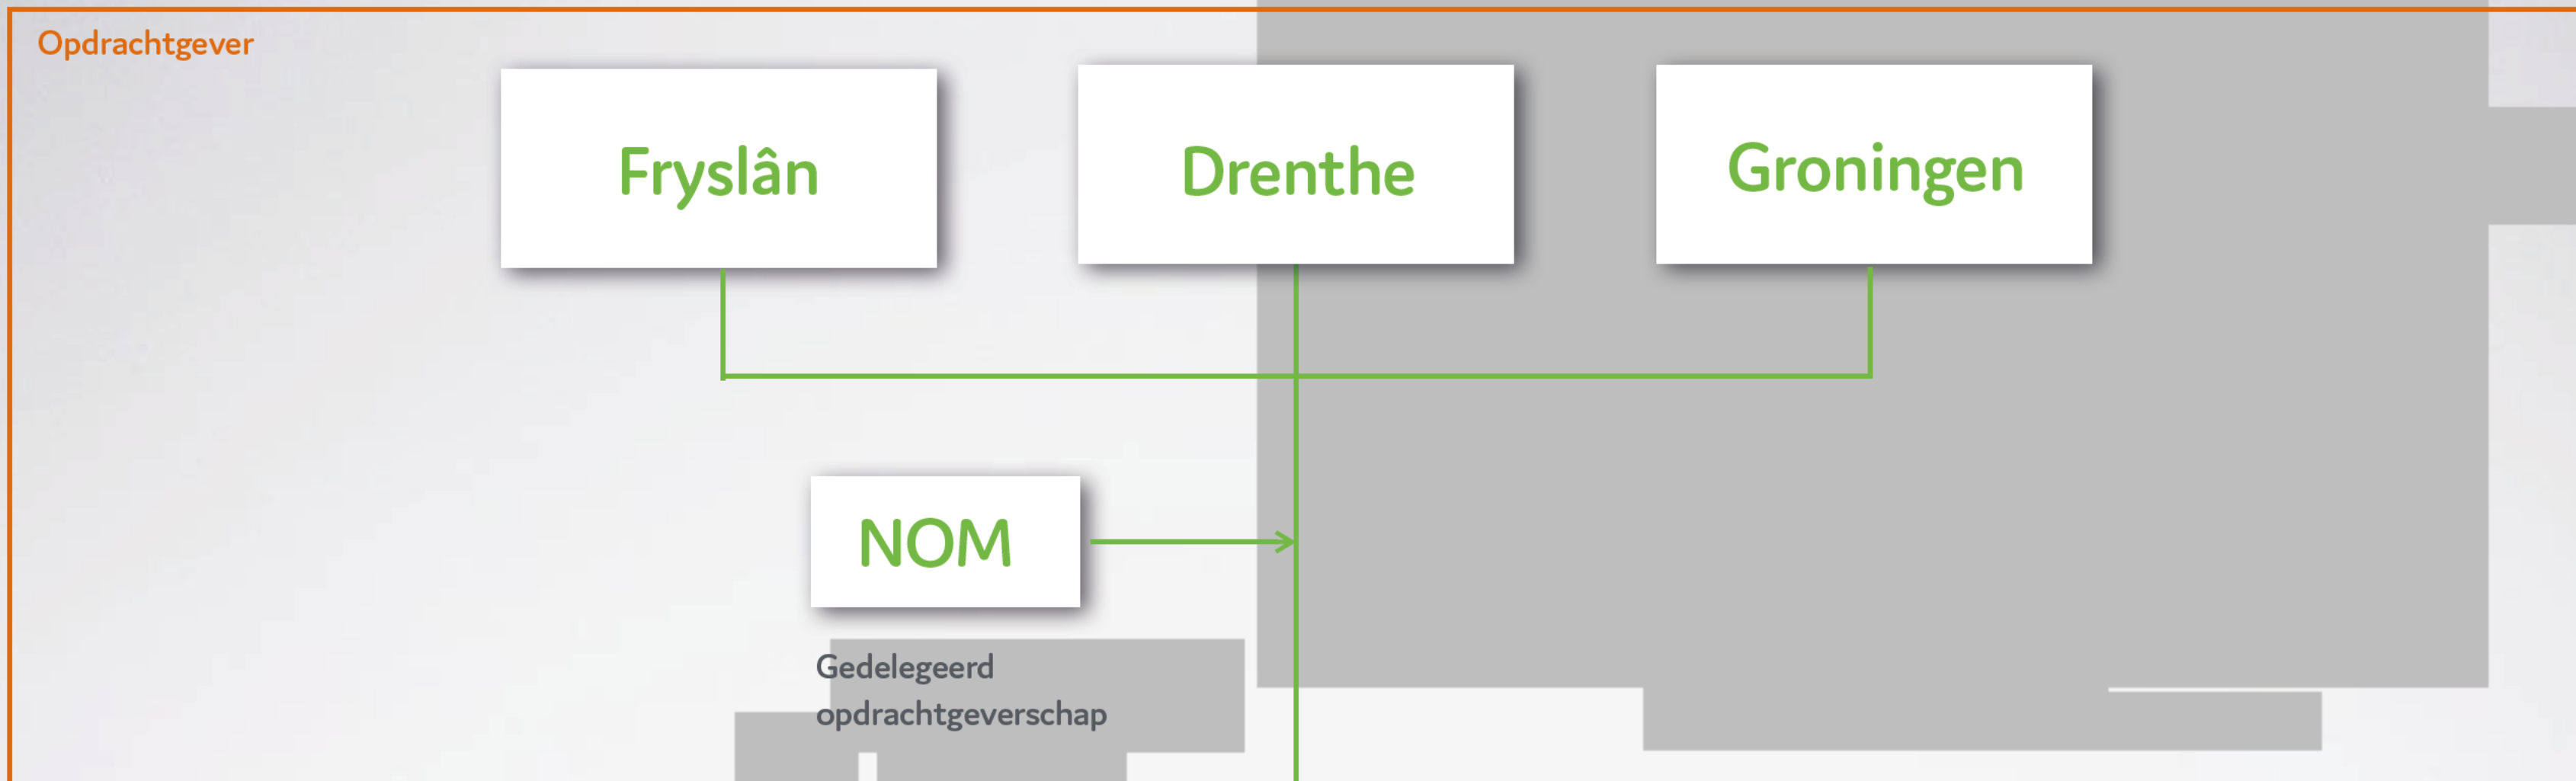 Opdrachtgever
Fryslân
Drenthe
Groningen
NOM
Gedelegeerd
opdrachtgeverschap